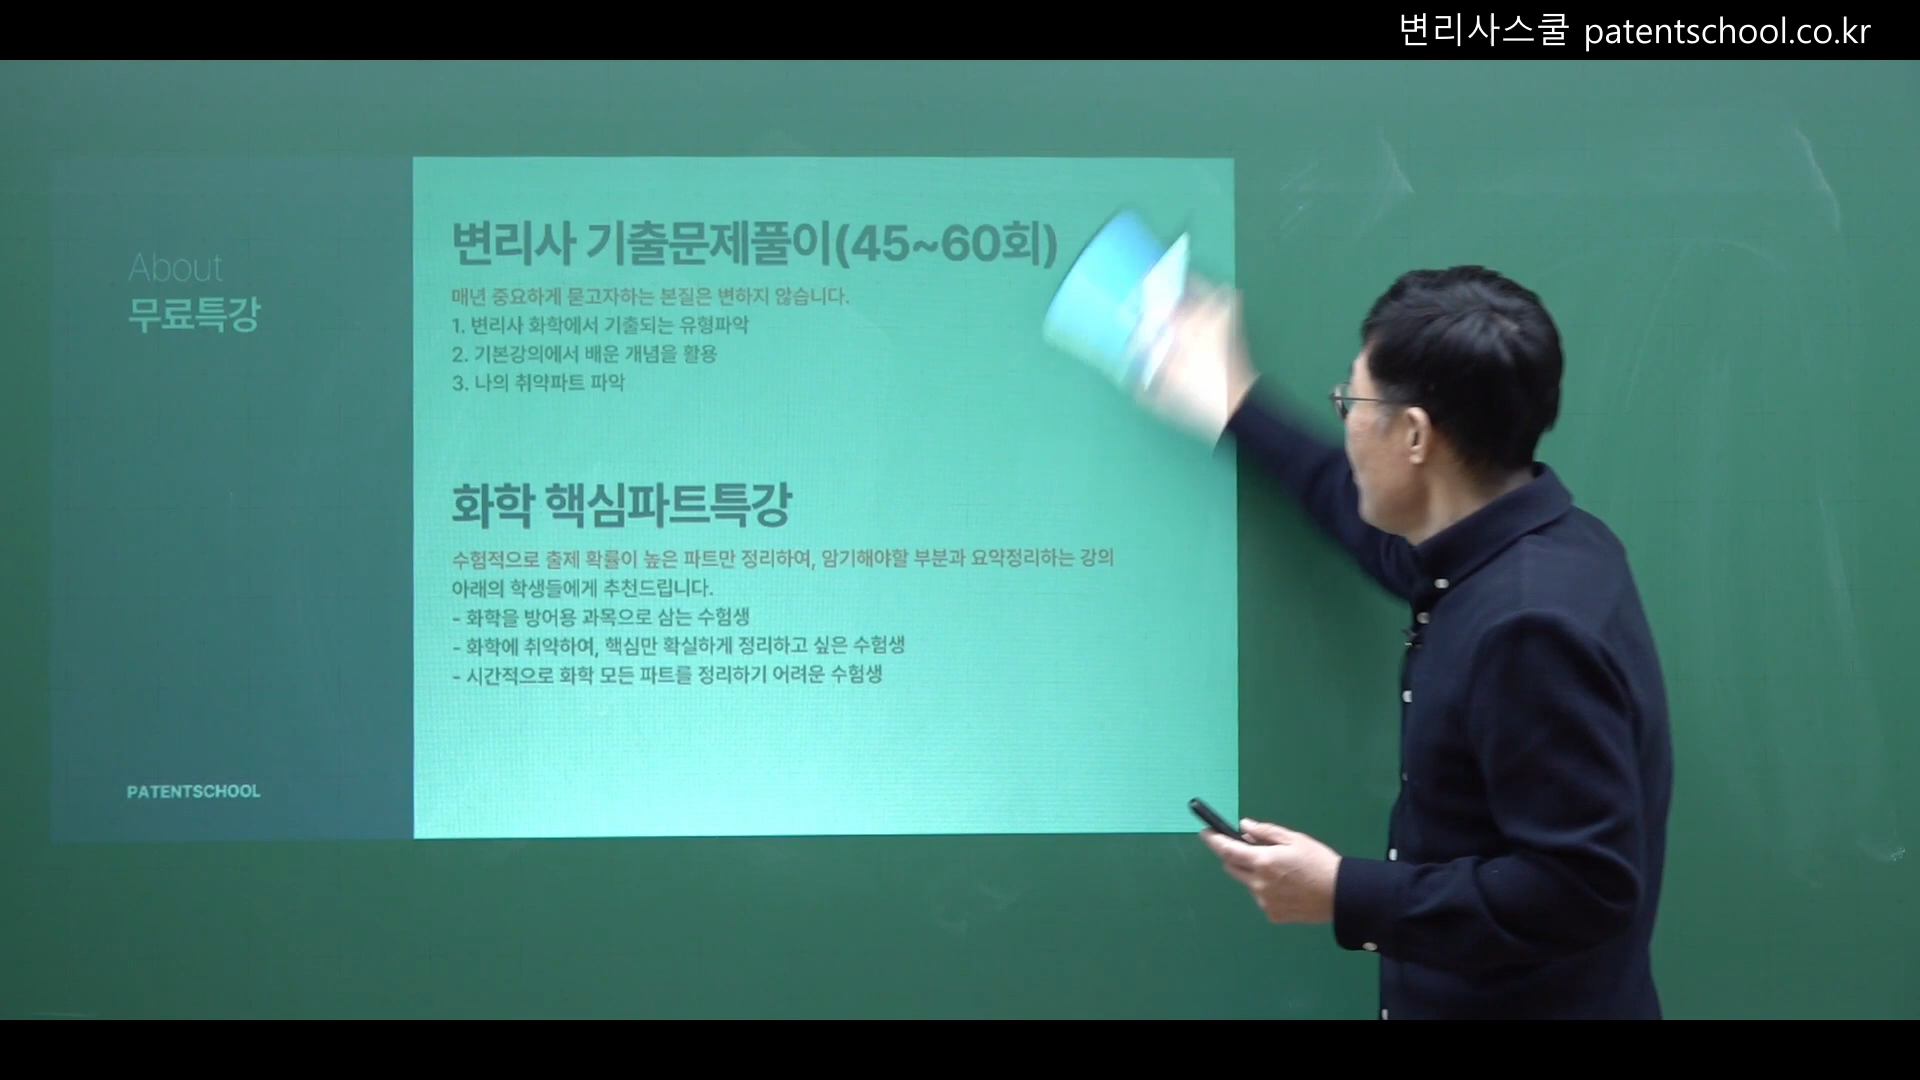 변리사스쿨 patentschool.co.kr
About
무료특강
PATENTSCHOOL
변리사 기출문제풀이(45~60회)
매년 중요하게 묻고자하는 본질은 변하지 않습니다.
1. 변리사 화학에서 기출되는 유형파악
2. 기본강의에서 배운 개념을 활용
3. 나의 취약파트 파악
화학 핵심파트특강
수험적으로 출제 확률이 높은 파트만 정리하여, 암기해야할 부분과 요약정리하는 강의
아래의 학생들에게 추천드립니다.
- 화학을 방어용 과목으로 삼는 수험생
- 화학에 취약하여, 핵심만 확실하게 정리하고 싶은 수험생
- 시간적으로 화학 모든 파트를 정리하기 어려운 수험생